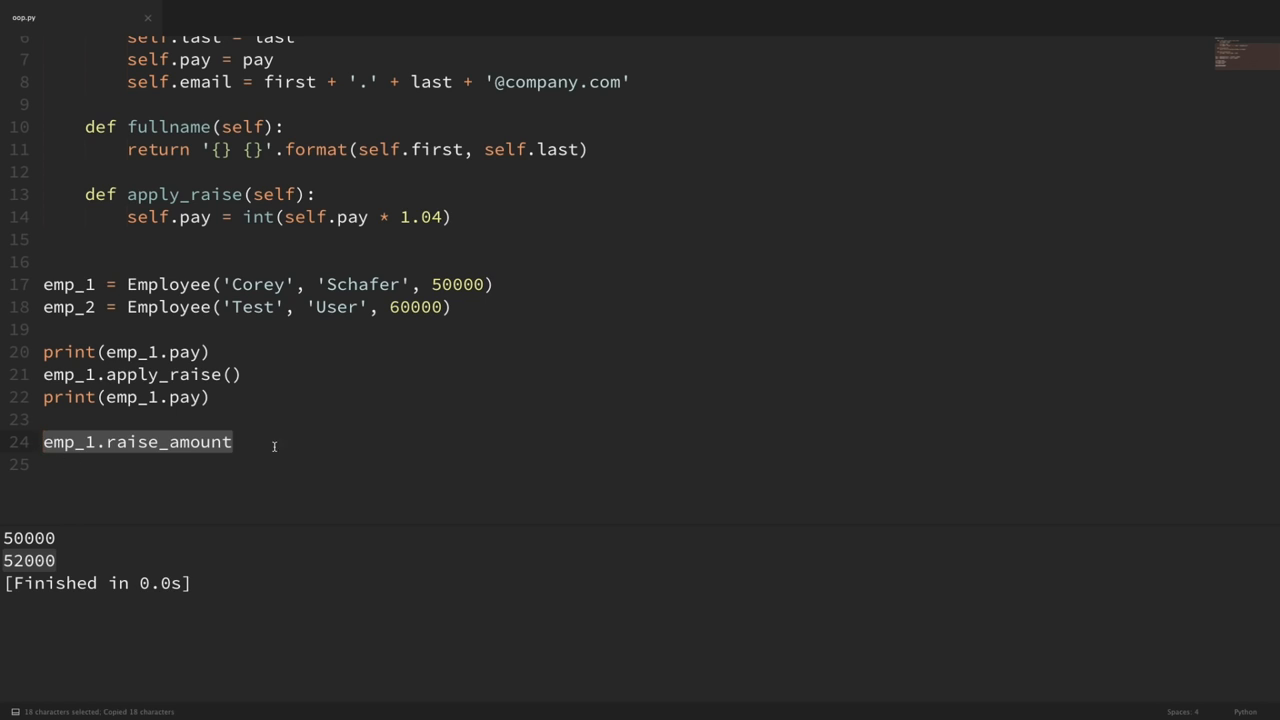 oop.py ×
6         self.last = last
7         self.pay = pay
8         self.email = first + '.' + last + '@company.com'
9
10     def fullname(self):
11         return '{} {}'.format(self.first, self.last)
12
13     def apply_raise(self):
14         self.pay = int(self.pay * 1.04)
15
16
17 emp_1 = Employee('Corey', 'Schafer', 50000)
18 emp_2 = Employee('Test', 'User', 60000)
19
20 print(emp_1.pay)
21 emp_1.apply_raise()
22 print(emp_1.pay)
23
24 emp_1.raise_amount
25
50000
52000
[Finished in 0.0s]
18 characters selected, Copied 18 characters Spaces: 4 Python